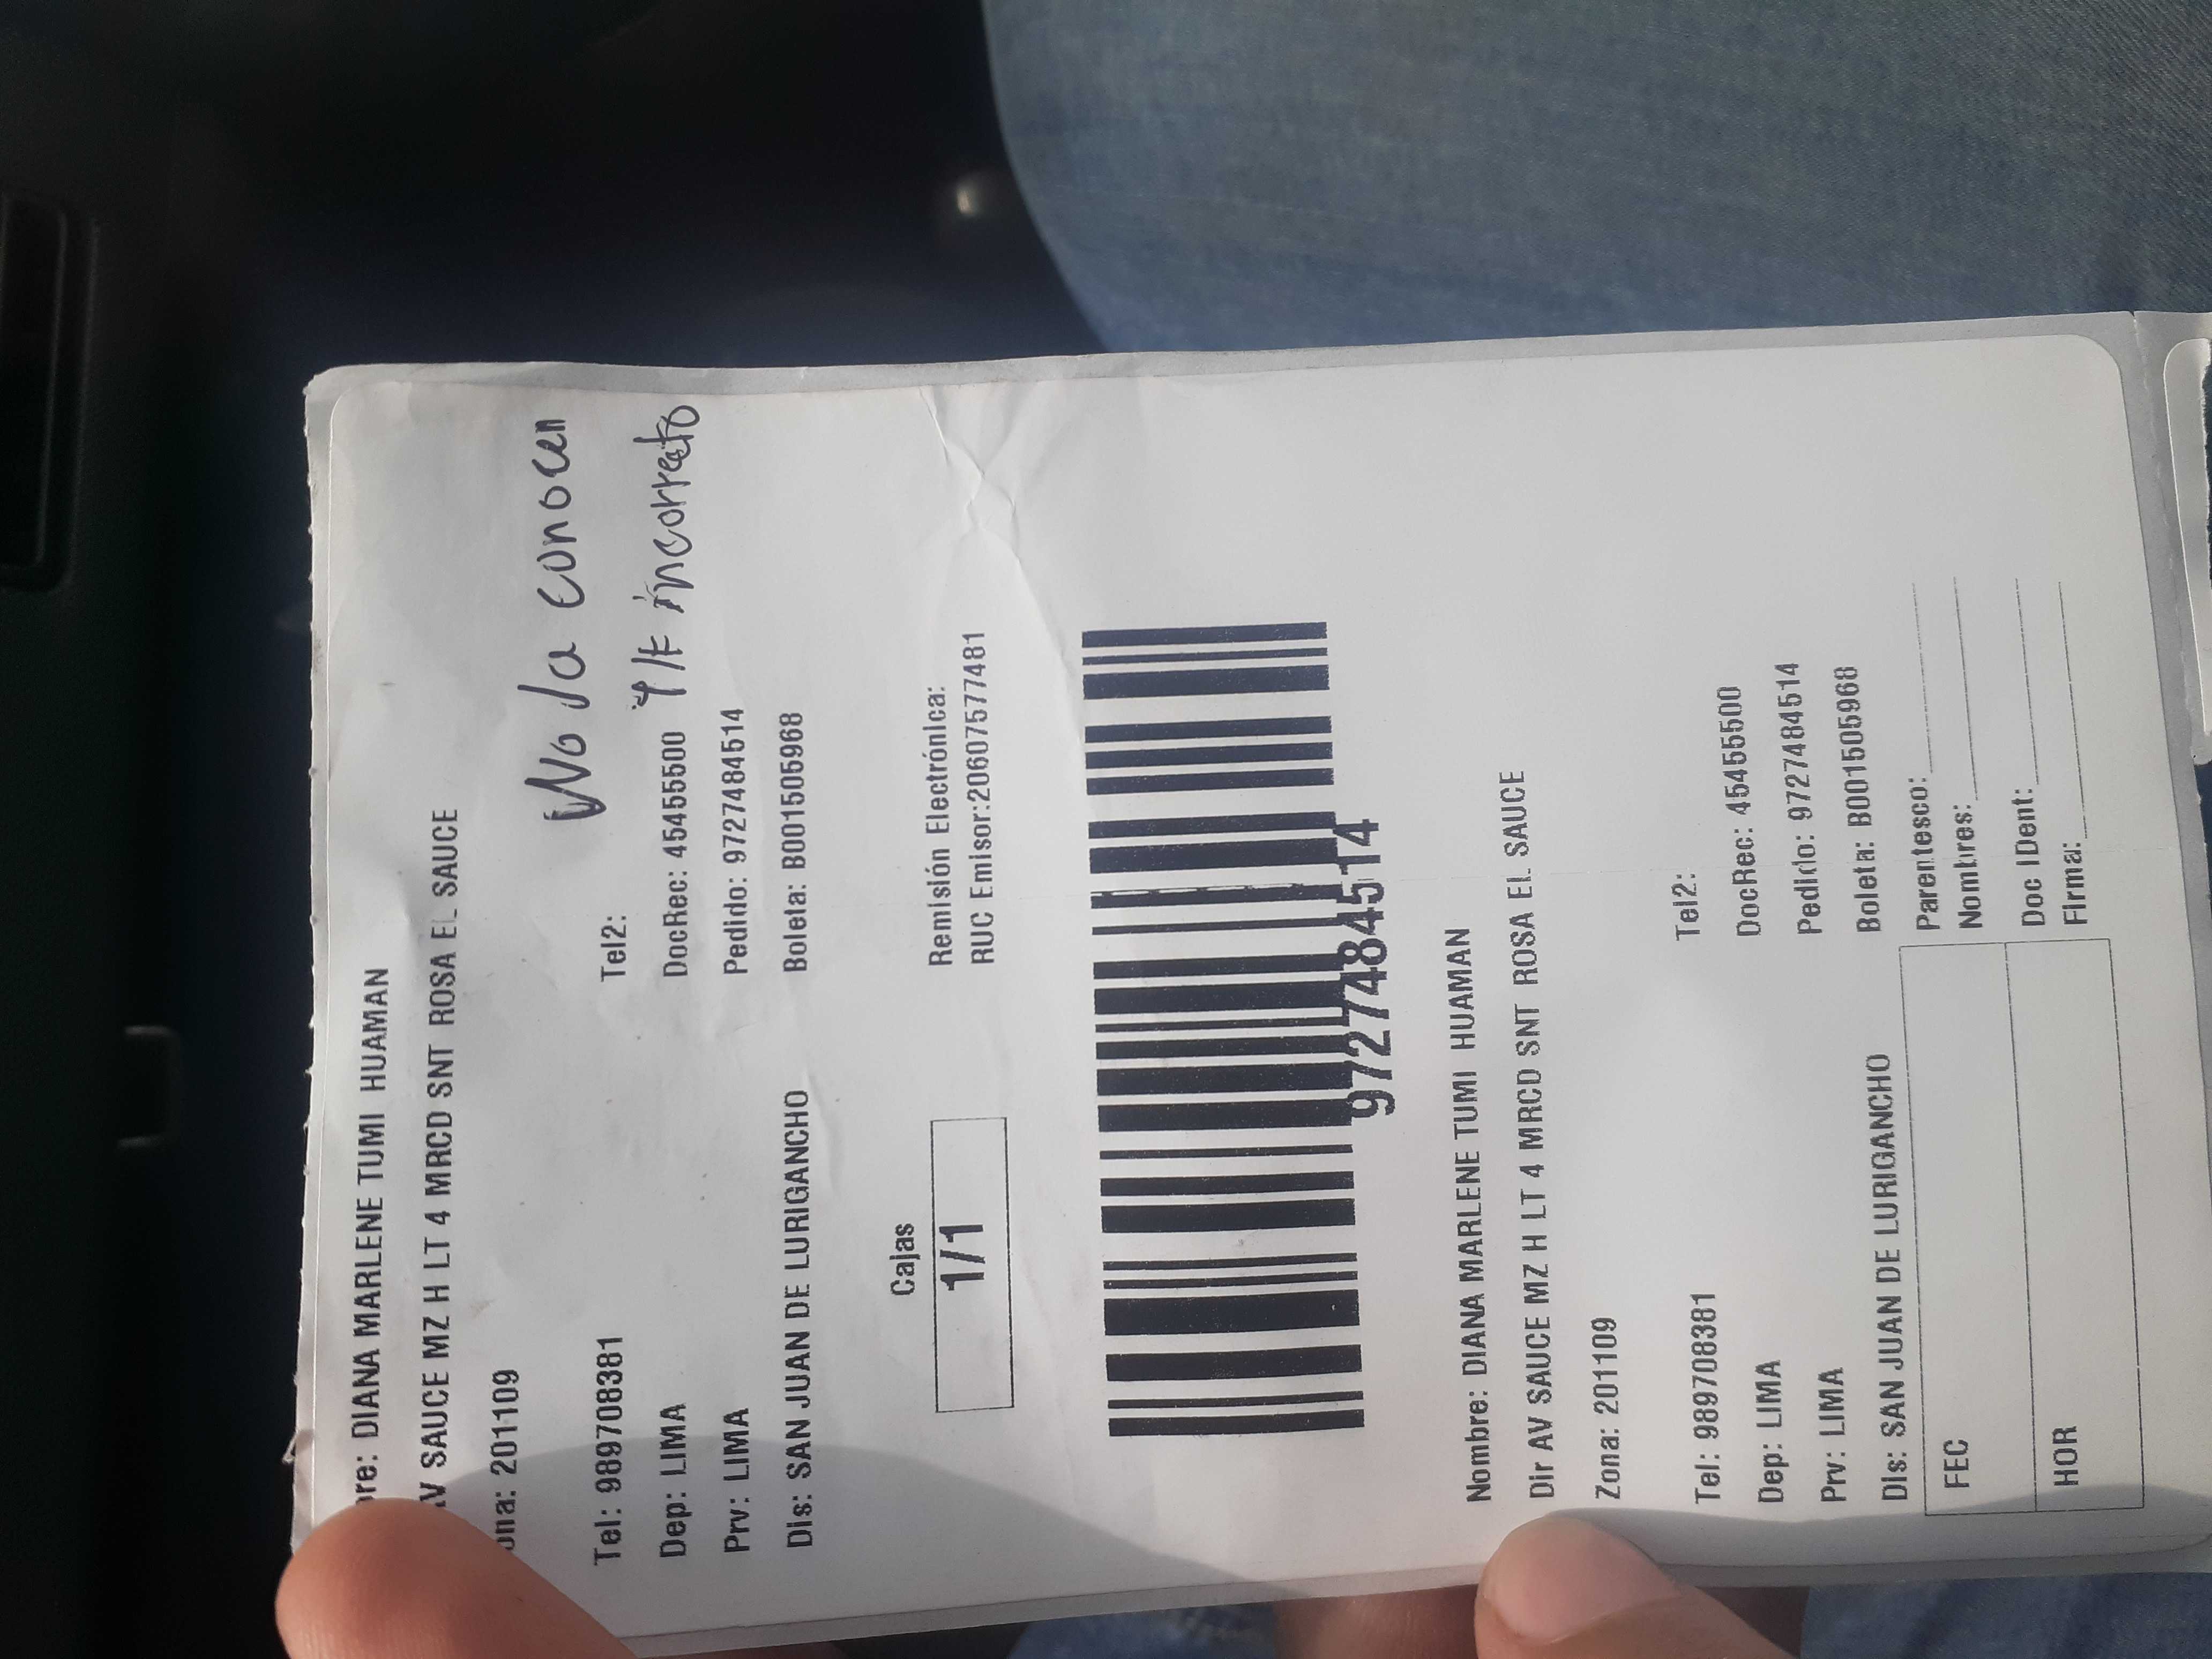 bre: DIANA MARLENE TUMI HUAMAN
AV SAUCE MZ H LT 4 MRCD SNT ROSA EL SAUCE
ona: 201109
No la conocen
Tel: 989708381 Tel2:
T/f incorrecto
Dep: LIMA DocRec: 45455500
Prv: LIMA Pedido: 9727484514
DIs: SAN JUAN DE LURIGANCHO Boleta: B001505968
Cajas
1/1
Remisión Electrónica:
RUC Emisor:20607577481
9727484514
Nombre: DIANA MARLENE TUMI HUAMAN
Dir AV SAUCE MZ H LT 4 MRCD SNT ROSA EL SAUCE
Zona: 201109
Tel: 989708381 Tel2:
Dep: LIMA DocRec: 45455500
Prv: LIMA Pedido: 9727484514
DIs: SAN JUAN DE LURIGANCHO Boleta: B001505968
FEC
HOR
Parentesco:
Nombres:
Doc IDent:
Firma: